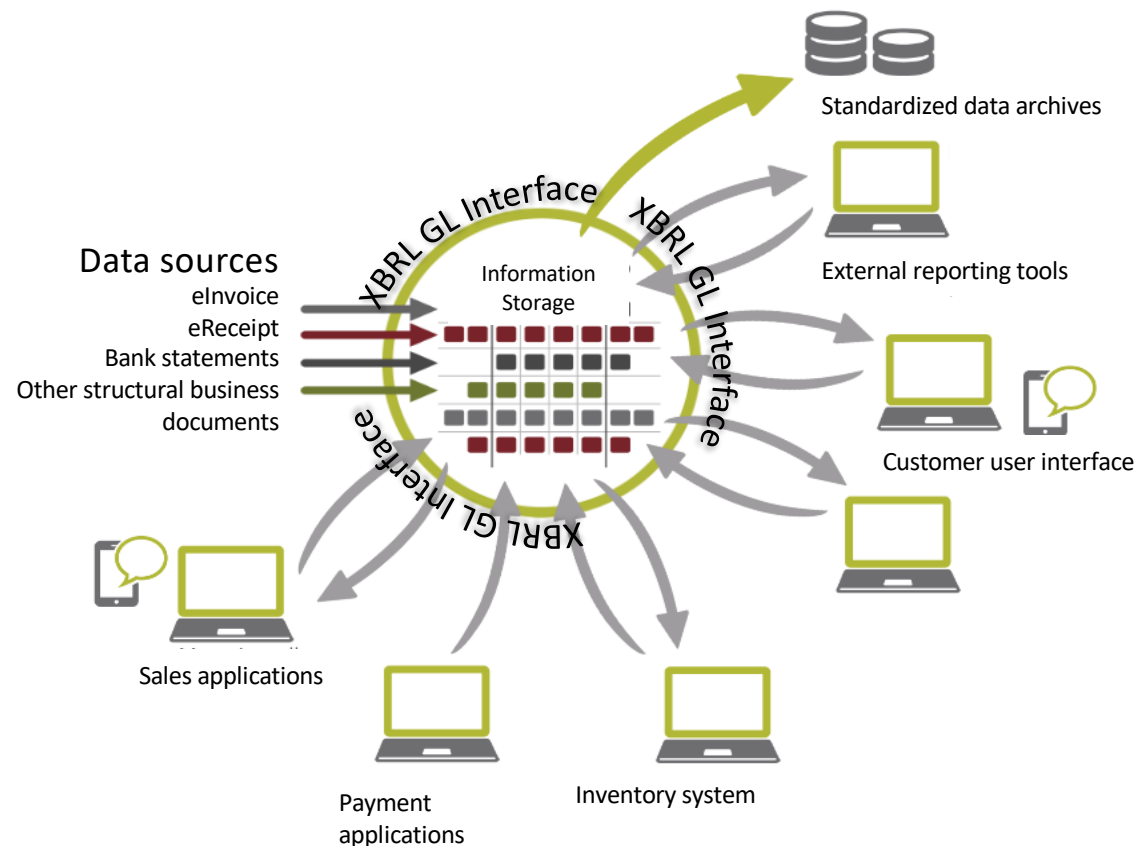 Standardized data archives
XBRL GL Interface
XBRL GL Interface
XBRL GL Interface
Data sources
eInvoice
eReceipt
Bank statements
Other structural business
documents
Information
Storage
External reporting tools
Customer user interface
Sales applications
Payment
applications
Inventory system